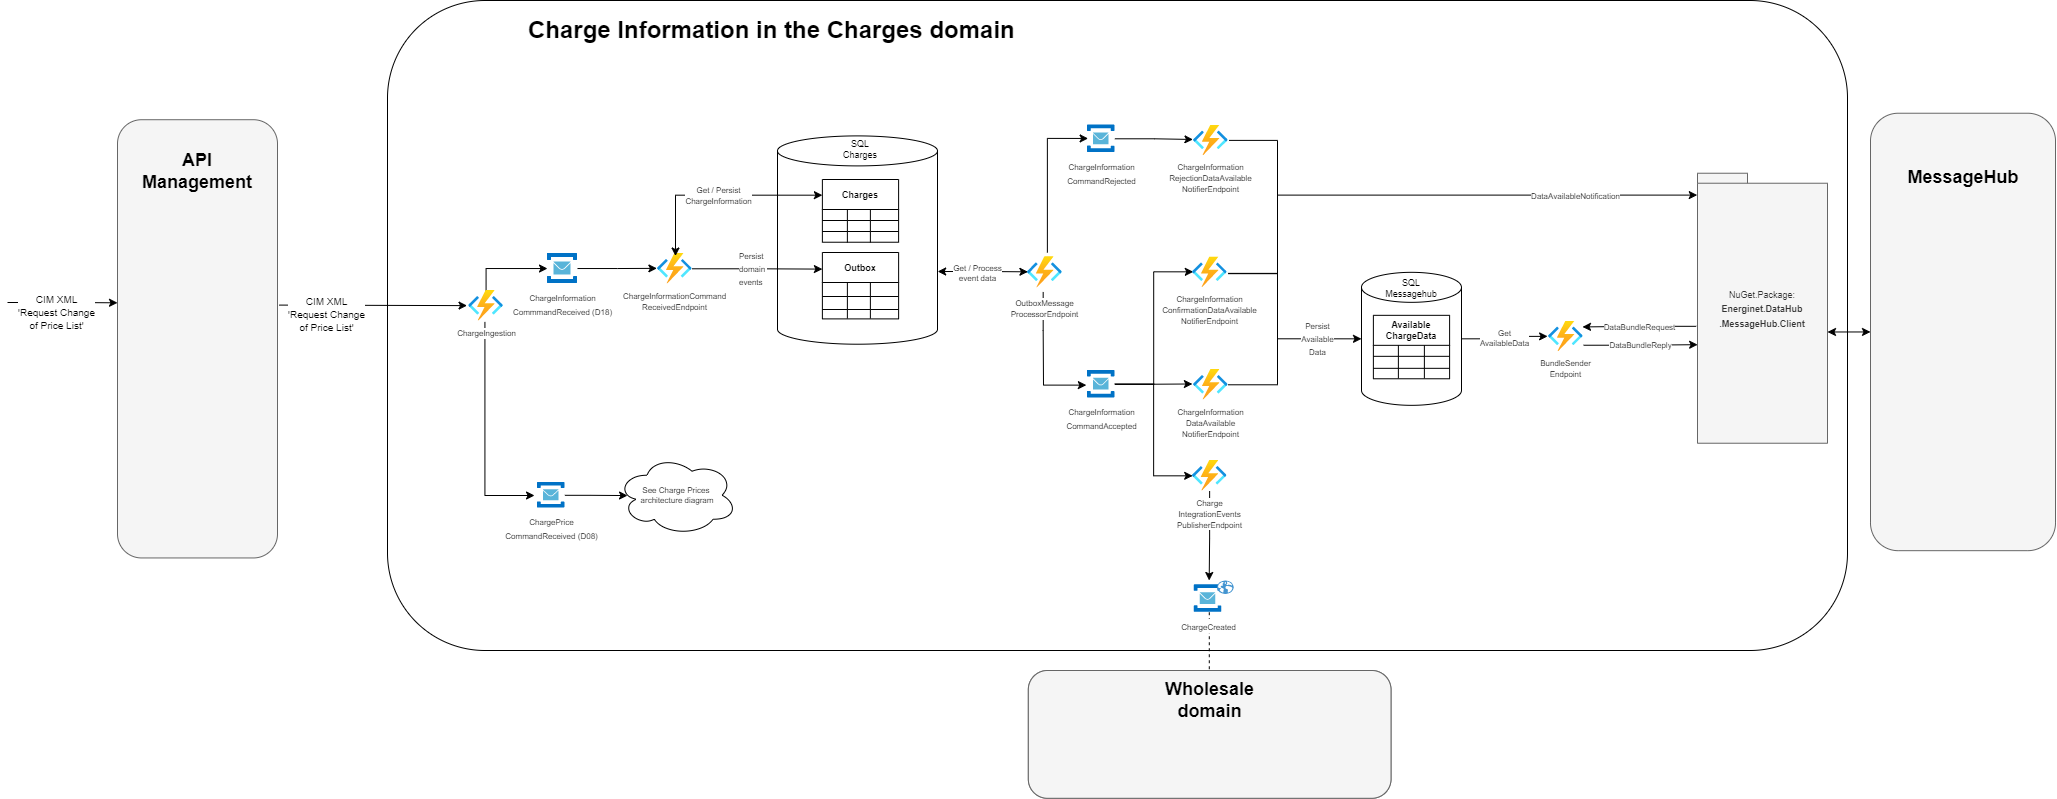 Charge Information in the Charges domain
API
Management
MessageHub
CIM XML
'Request Change
of Price List'
CIM XML
'Request Change
of Price List'
ChargeIngestion
ChargeInformation
CommmandReceived (D18)
ChargeInformationCommand
ReceivedEndpoint
Get / Persist
ChargeInformation
Persist
domain
events
SQL
Charges
Charges
Outbox
Get / Process
event data
OutboxMessage
ProcessorEndpoint
ChargePrice
CommandReceived (D08)
See Charge Prices
architecture diagram
ChargeInformation
CommandRejected
ChargeInformation
RejectionDataAvailable
NotifierEndpoint
ChargeInformation
ConfirmationDataAvailable
NotifierEndpoint
ChargeInformation
CommandAccepted
ChargeInformation
DataAvailable
NotifierEndpoint
Charge
IntegrationEvents
PublisherEndpoint
ChargeCreated
DataAvailableNotification
Persist
Available
Data
SQL
Messagehub
Available
ChargeData
Get
AvailableData
BundleSender
Endpoint
DataBundleRequest
DataBundleReply
NuGet.Package:
Energinet.DataHub
.MessageHub.Client
Wholesale
domain